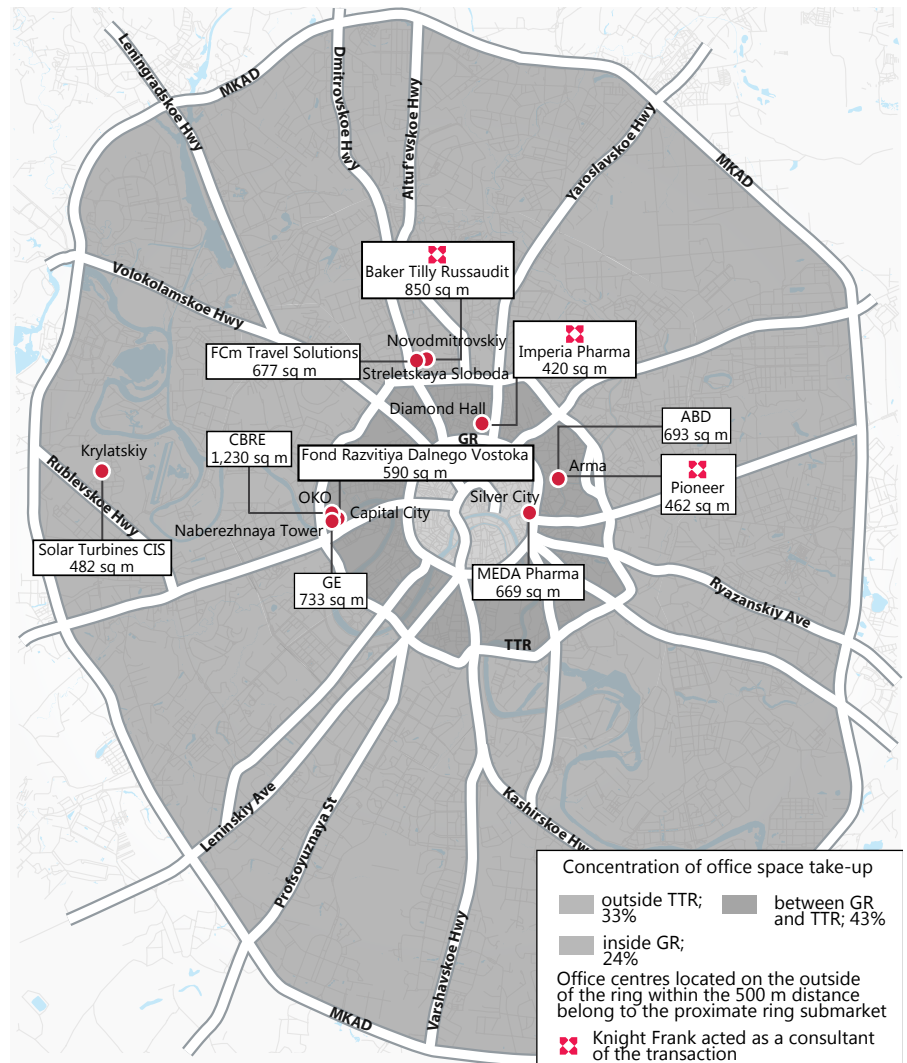 MKAD
Leningradskoe Hwy
Dmitrovskoe Hwy
Altuf'evskoe Hwy
Yaroslavskoe Hwy
MKAD
Volokolamskoe Hwy
Baker Tilly Russaudit
850 sq m
Novodmitrovskiy
FCm Travel Solutions
677 sq m
Streletskaya Sloboda
Imperia Pharma
420 sq m
Diamond Hall
GR
ABD
693 sq m
CBRE
1,230 sq m
Fond Razvitiya Dalnego Vostoka
590 sq m
Krylatskiy
Arma
Pioneer
462 sq m
Rublevskoe Hwy
OKO
Capital City
Silver City
Naberezhnaya Tower
Solar Turbines CIS
482 sq m
GE
733 sq m
MEDA Pharma
669 sq m
Ryazanskiy Ave
TTR
Leninskiy Ave
Profsoyuznaya St
Kashirskoe Hwy
Varshavskoe Hwy
MKAD
Concentration of office space take-up
outside TTR;
33%
between GR
and TTR; 43%
inside GR;
24%
Office centres located on the outside
of the ring within the 500 m distance
belong to the proximate ring submarket
Knight Frank acted as a consultant
of the transaction